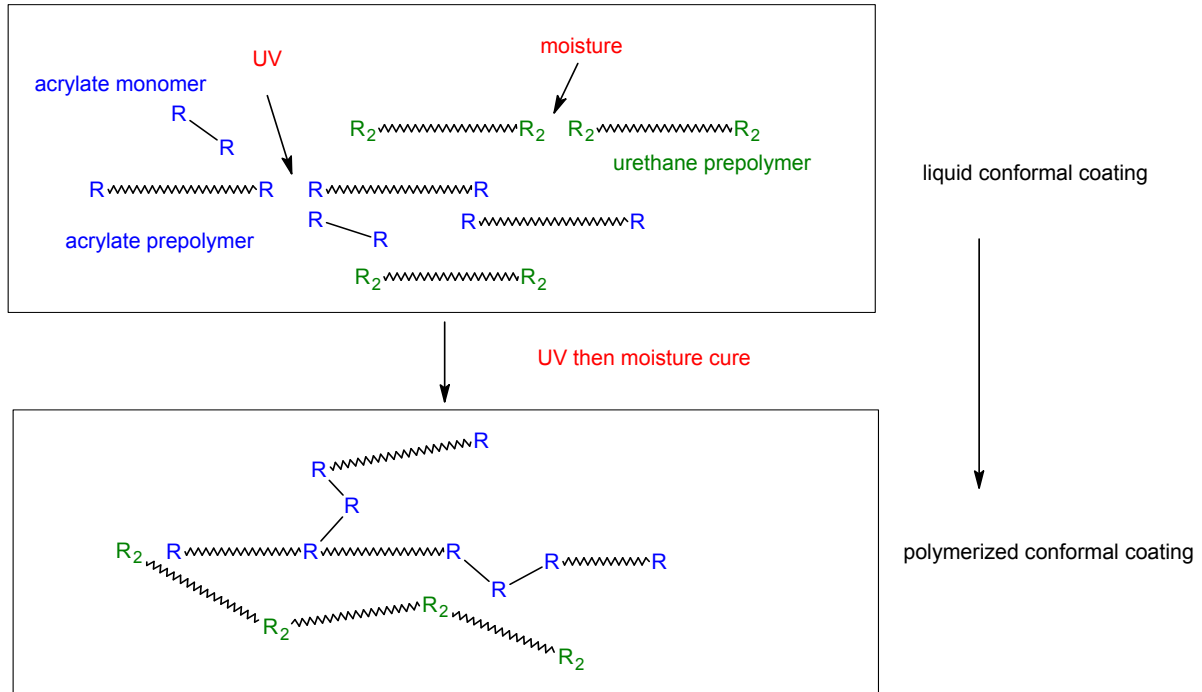 UV
moisture
acrylate monomer
R
R
R₂ R₂ R₂ R₂
urethane prepolymer
liquid conformal coating
R R R R
R R R R
acrylate prepolymer
R₂ R₂
UV then moisture cure
R
R
R
R₂ R R R
R R
polymerized conformal coating
R
R₂
R₂
R₂